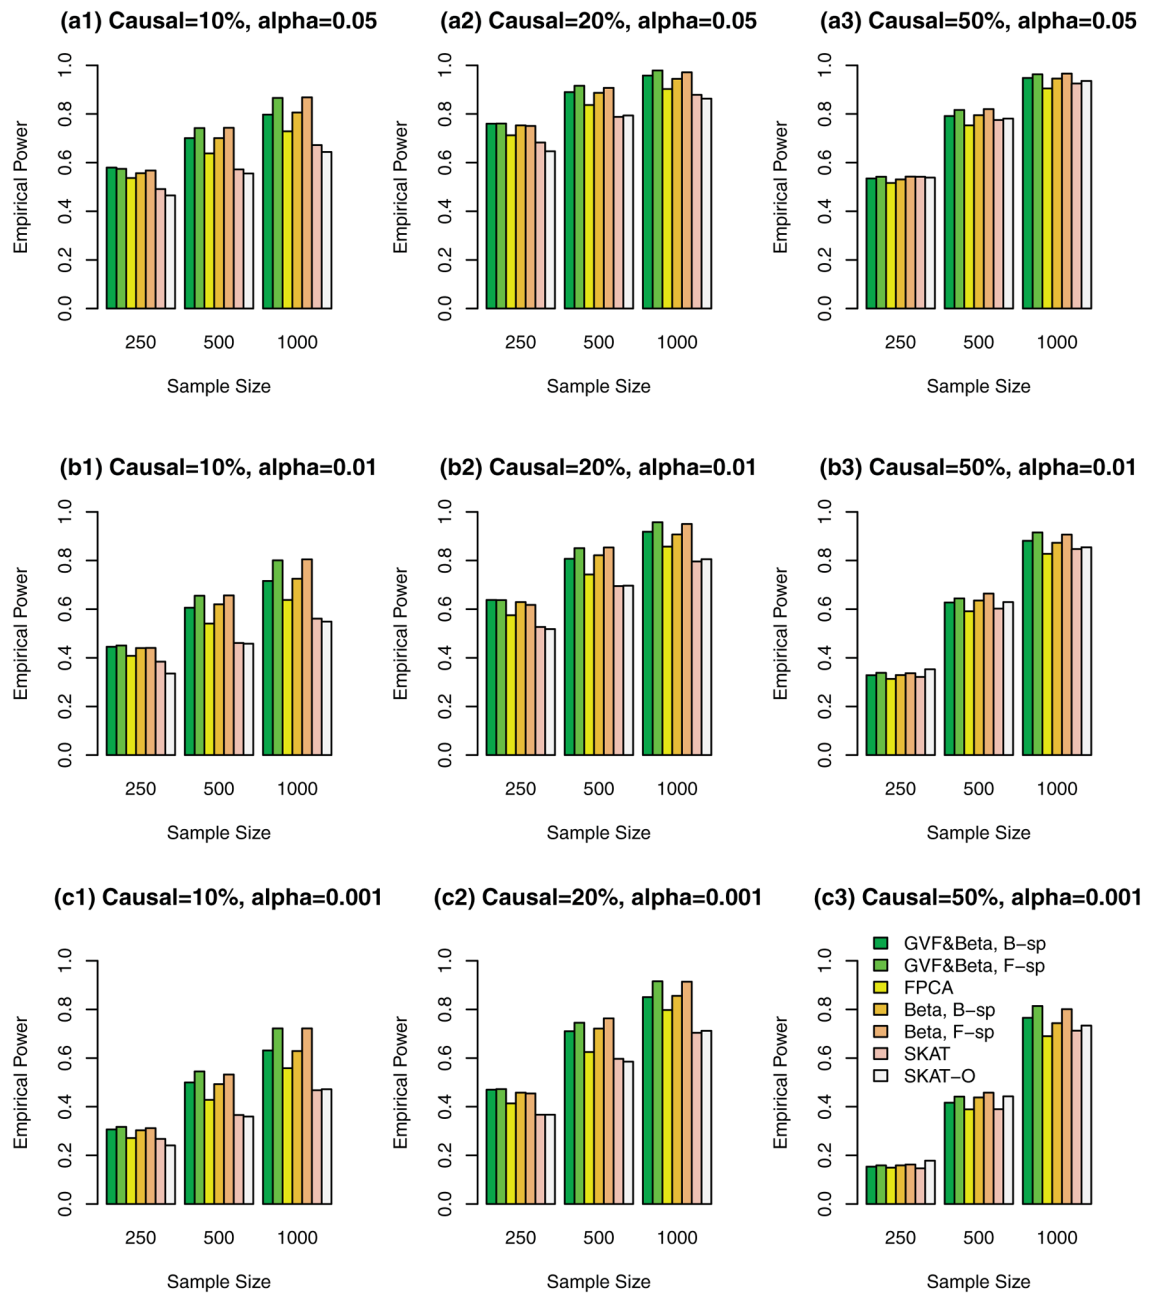 (a1) Causal=10%, alpha=0.05
Empirical Power
0.0 0.2 0.4 0.6 0.8 1.0
250 500 1000
Sample Size
(a2) Causal=20%, alpha=0.05
Empirical Power
0.0 0.2 0.4 0.6 0.8 1.0
250 500 1000
Sample Size
(a3) Causal=50%, alpha=0.05
Empirical Power
0.0 0.2 0.4 0.6 0.8 1.0
250 500 1000
Sample Size
(b1) Causal=10%, alpha=0.01
Empirical Power
0.0 0.2 0.4 0.6 0.8 1.0
250 500 1000
Sample Size
(b2) Causal=20%, alpha=0.01
Empirical Power
0.0 0.2 0.4 0.6 0.8 1.0
250 500 1000
Sample Size
(b3) Causal=50%, alpha=0.01
Empirical Power
0.0 0.2 0.4 0.6 0.8 1.0
250 500 1000
Sample Size
(c1) Causal=10%, alpha=0.001
Empirical Power
0.0 0.2 0.4 0.6 0.8 1.0
250 500 1000
Sample Size
(c2) Causal=20%, alpha=0.001
Empirical Power
0.0 0.2 0.4 0.6 0.8 1.0
250 500 1000
Sample Size
(c3) Causal=50%, alpha=0.001
GVF&Beta, B−sp
GVF&Beta, F−sp
FPCA
Beta, B−sp
Beta, F−sp
SKAT
SKAT−O
Empirical Power
0.0 0.2 0.4 0.6 0.8 1.0
250 500 1000
Sample Size